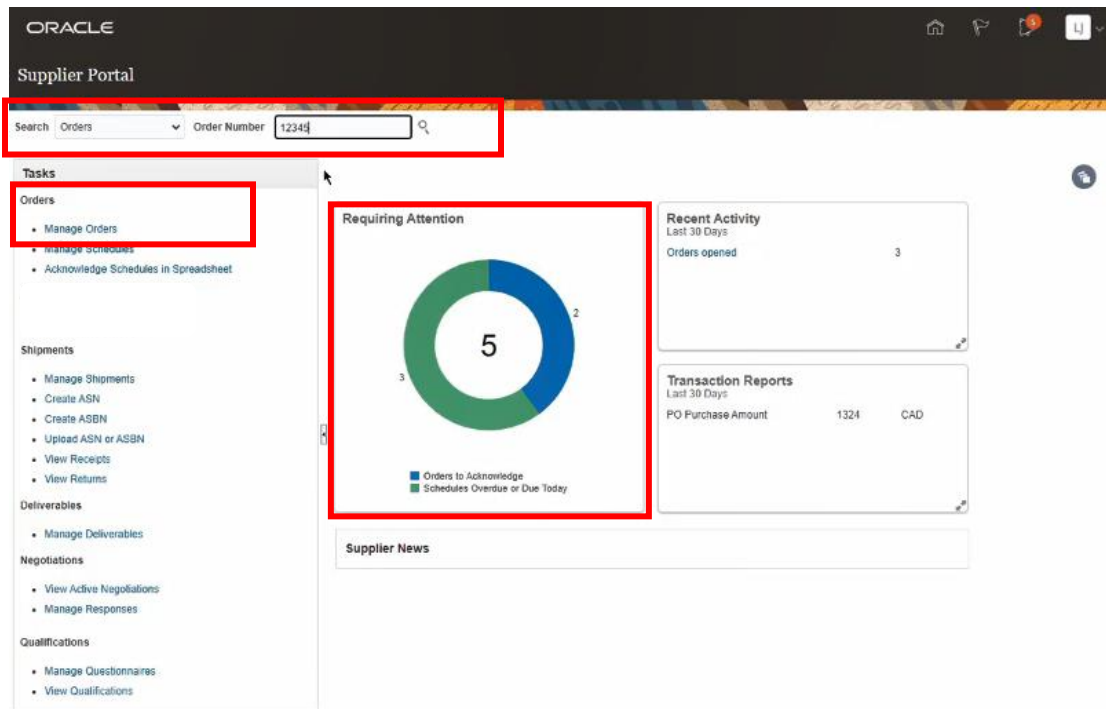 ORACLE
5
LJ
Supplier Portal
Search Orders Order Number 12345
Tasks
Orders
Manage Orders
Manage Schedules
Acknowledge Schedules in Spreadsheet
Shipments
Manage Shipments
Create ASN
Create ASBN
Upload ASN or ASBN
View Receipts
View Returns
Deliverables
Manage Deliverables
Negotiations
View Active Negotiations
Manage Responses
Qualifications
Manage Questionnaires
View Qualifications
Requiring Attention
2
5
3
Orders to Acknowledge
Schedules Overdue or Due Today
Recent Activity
Last 30 Days
Orders opened 3
Transaction Reports
Last 30 Days
PO Purchase Amount 1324 CAD
Supplier News